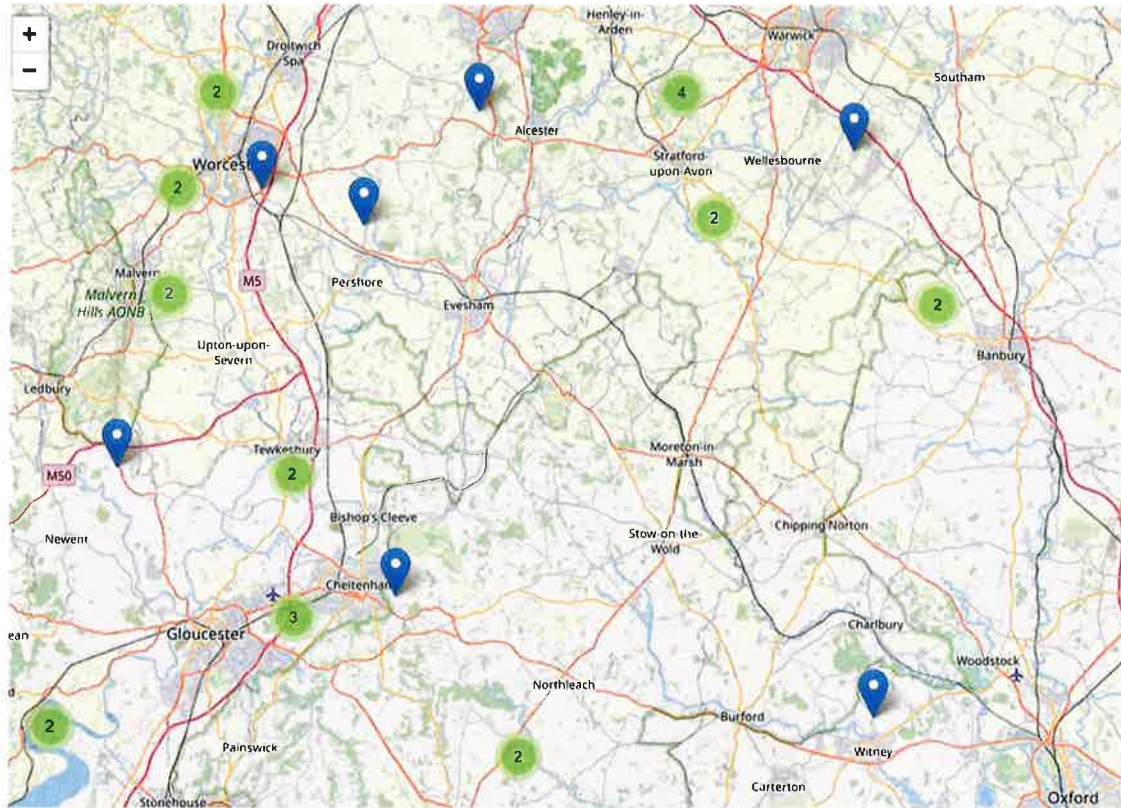 +
−
Droitwich
Spa
Henley-in-
Arden
Warwick
Southam
2
4
Alcester
Worcest
Stratford-
upon-Avon
Wellesbourne
2
2
Malvern
M5
Pershore
Malvern
Hills AONB
2
Evesham
2
Upton-upon-
Severn
Banbury
Ledbury
Tewkesbury
Moreton-in-
Marsh
M50
2
Bishop's Cleeve
Chipping Norton
Newent
Stow-on-the-
Wold
Cheltenham
3
Gloucester
ean
Charlbury
Woodstock
d
Northleach
2
Burford
Painswick
2
Witney
Carterton
Stonehouse
Oxford